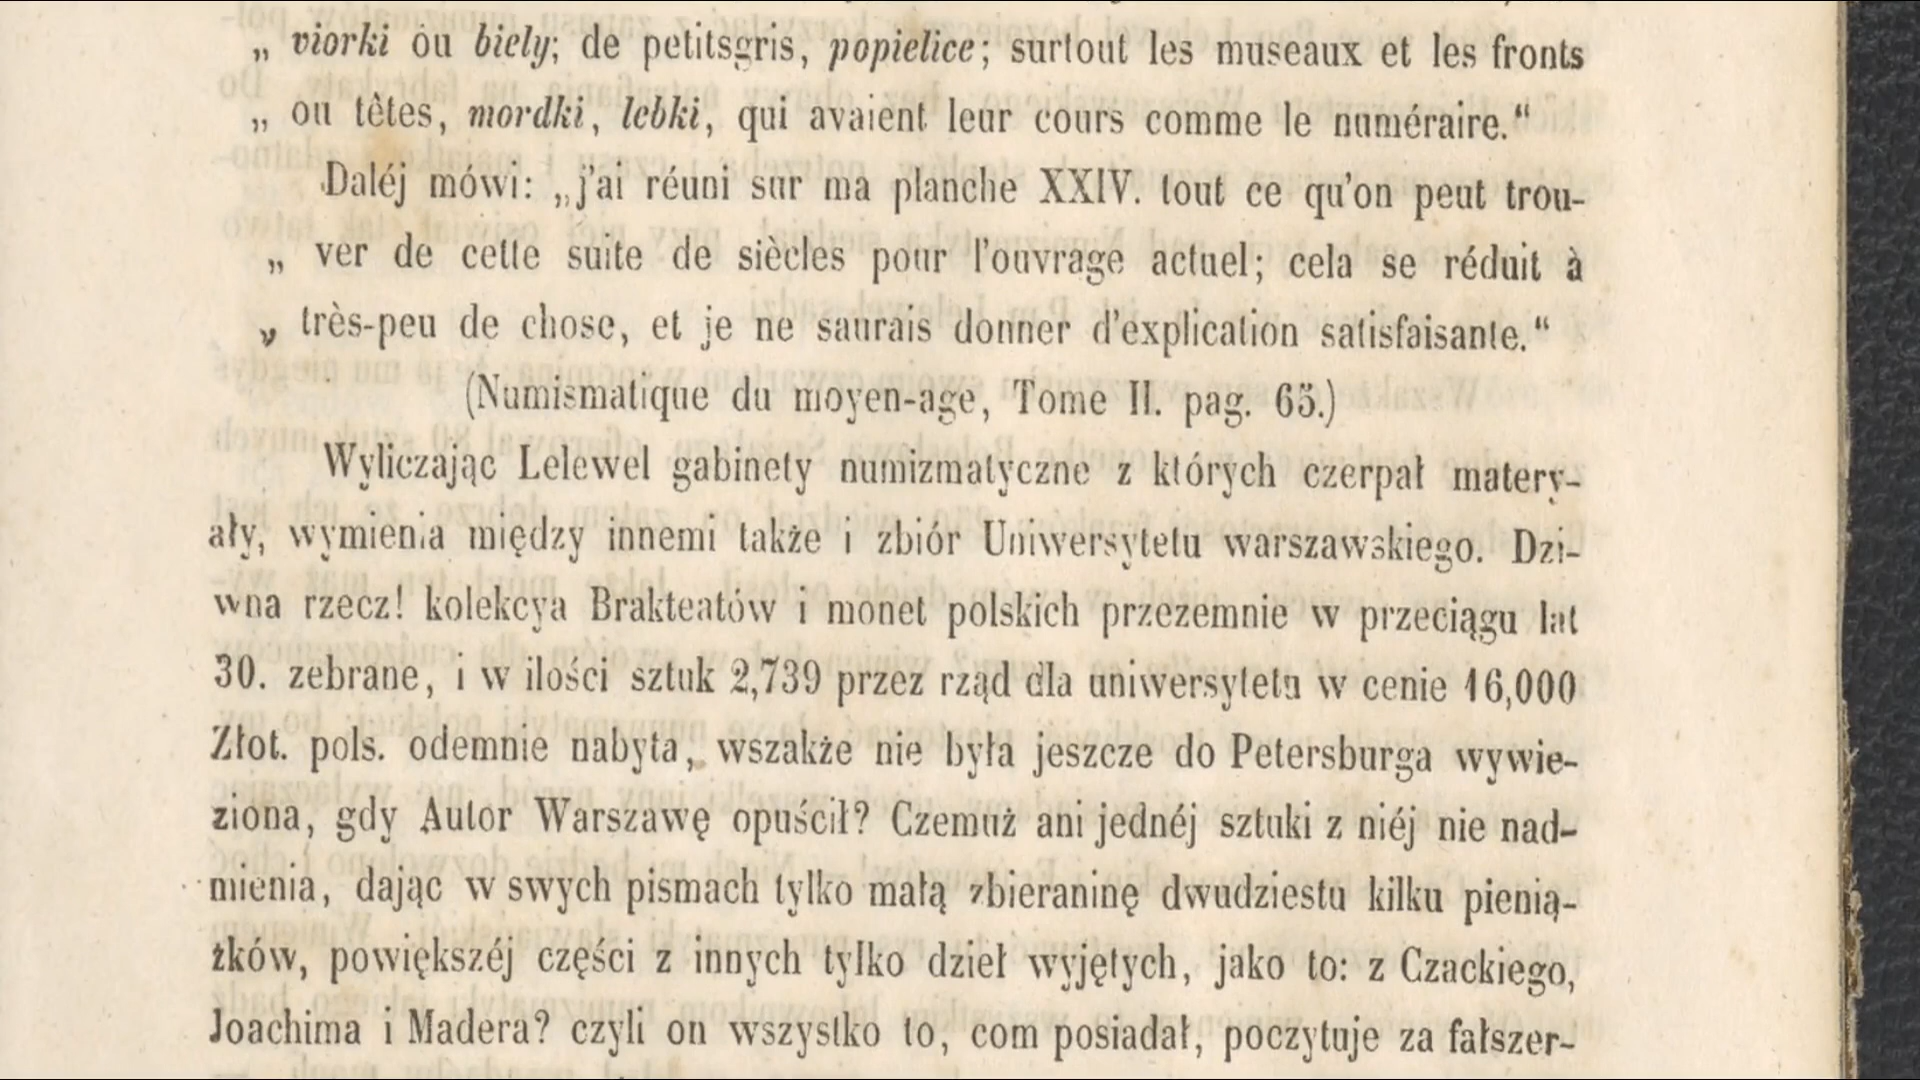 „ viorki ou biely; de petitsgris, popielice; surtout les museaux et les fronts
„ ou têtes, mordki, lebki, qui avaient leur cours comme le numéraire.“
Daléj mówi: „j'ai réuni sur ma planche XXIV. tout ce qu'on peut trou-
„ ver de cette suite de siècles pour l'ouvrage actuel; cela se réduit à
„ très-peu de chose, et je ne saurais donner d'explication satisfaisante.“
(Numismatique du moyen-age, Tome II. pag. 65.)
Wyliczając Lelewel gabinety numizmatyczne z których czerpał matery-
ały, wymienia między innemi także i zbiór Uniwersytetu warszawskiego. Dzi-
wna rzecz! kolekcya Brakteatów i monet polskich przezemnie w przeciągu lat
30. zebrane, i w ilości sztuk 2,739 przez rząd dla uniwersytetu w cenie 16,000
Złot. pols. odemnie nabyta, wszakże nie była jeszcze do Petersburga wywie-
ziona, gdy Autor Warszawę opuścił? Czemuż ani jednéj sztuki z niéj nie nad-
mienia, dając w swych pismach tylko małą zbieraninę dwudziestu kilku pienią-
żków, powiększéj części z innych tylko dzieł wyjętych, jako to: z Czackiego,
Joachima i Madera? czyli on wszystko to, com posiadał, poczytuje za fałszer-